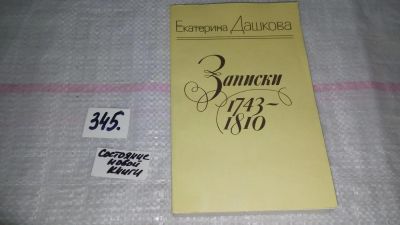 Екатерина Дашкова
Записки
1743–
1810
345.
Состояние
новой
книги